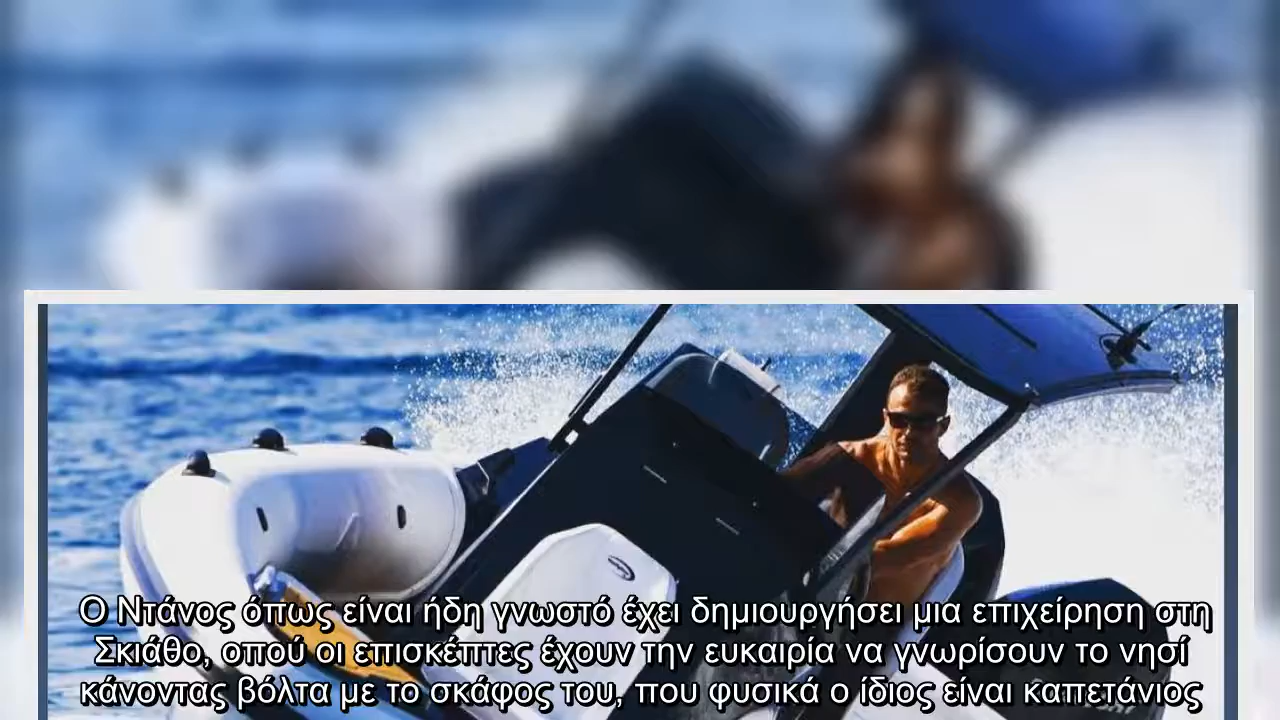 Ο Ντάνος όπως είναι ήδη γνωστό έχει δημιουργήσει μια επιχείρηση στη
Σκιάθο, οπού οι επισκέπτες έχουν την ευκαιρία να γνωρίσουν το νησί
κάνοντας βόλτα με το σκάφος του, που φυσικά ο ίδιος είναι καπετάνιος